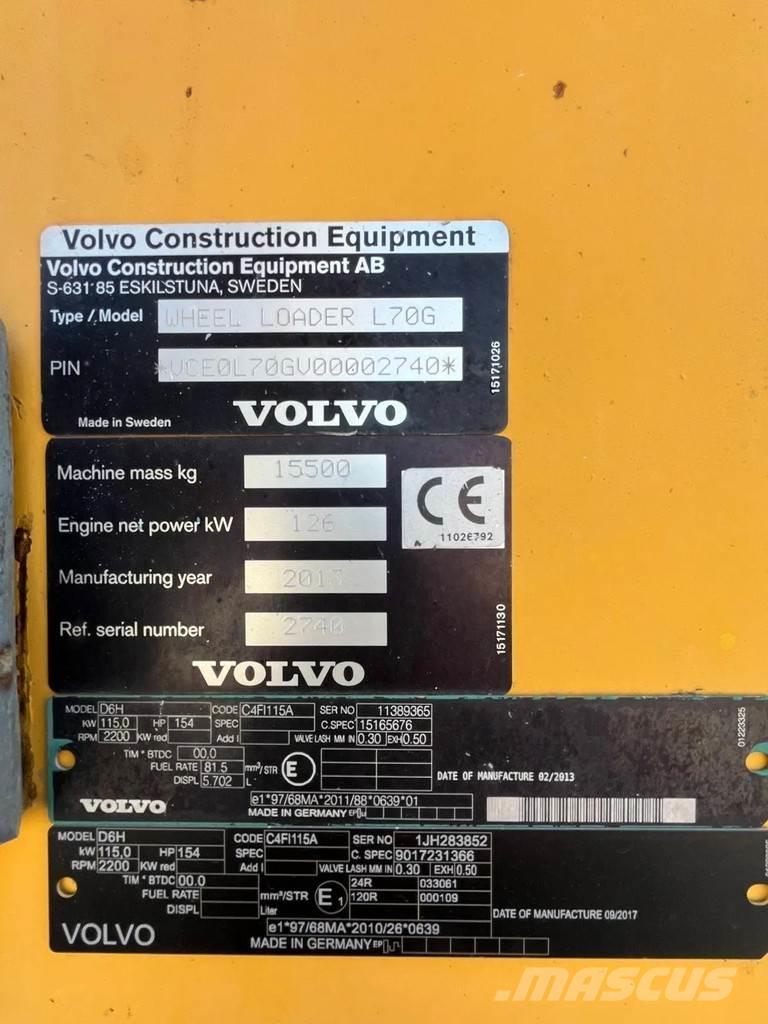 Volvo Construction Equipment
Volvo Construction Equipment AB
S-631 85 ESKILSTUNA, SWEDEN
Type / Model WHEEL LOADER L70G
PIN *VCE0L70GV00002740*
Made in Sweden VOLVO
15171026
Machine mass kg 15500
Engine net power kW 126
CE
11026792
Manufacturing year 2013
Ref. serial number 2740
VOLVO
15171130
MODEL D6H CODE C4FI115A SER NO 11389365
kW 115,0 HP 154 SPEC C.SPEC 15165676
RPM 2200 KW red Add l VALVE LASH MM IN 0.30 EXH 0.50
TIM ° BTDC 00.0
FUEL RATE 81.5 mm³/STR E
DISPL 5.702 L
DATE OF MANUFACTURE 02/2013
e1*97/68MA*2011/88*0639*01
VOLVO MADE IN GERMANY EP
01223325
MODEL D6H CODE C4FI115A SER NO 1JH283852
kW 115,0 HP 154 SPEC C. SPEC 9017231366
RPM 2200 KW red Add l VALVE LASH MM IN 0.30 EXH 0.50
TIM ° BTDC 00.0 24R 033061
FUEL RATE mm³/STR E1 120R 000109
DISPL Liter
DATE OF MANUFACTURE 09/2017
e1*97/68MA*2010/26*0639
VOLVO MADE IN GERMANY EP
MASCUS